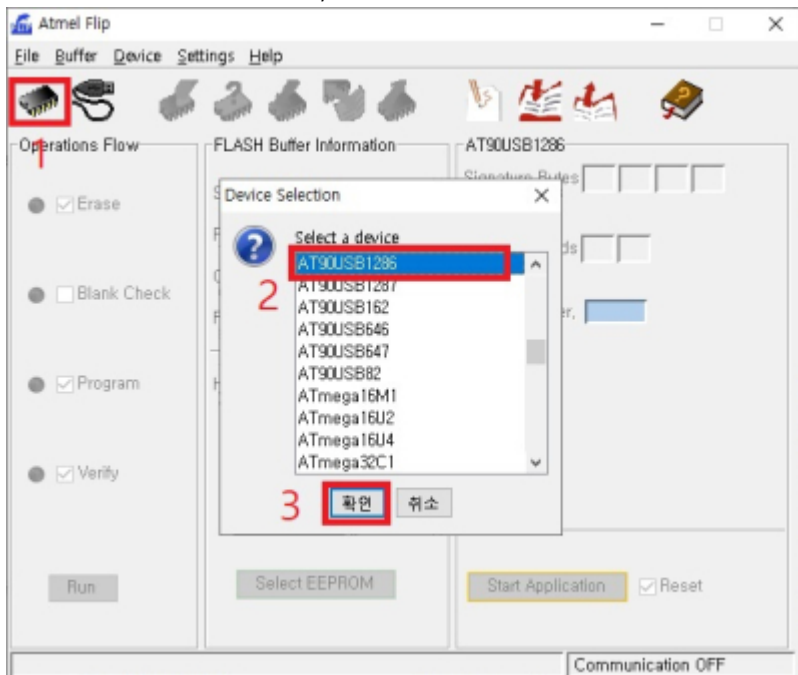 Atmel Flip
File Buffer Device Settings Help
1
Operations Flow
FLASH Buffer Information
AT90USB1286
Signature Bytes
Erase
Device Selection
Select a device
2
AT90USB1286
AT90USB1287
AT90USB162
AT90USB646
AT90USB647
AT90USB82
ATmega16M1
ATmega16U2
ATmega16U4
ATmega32C1
Blank Check
Program
Verify
3
확인 취소
Run
Select EEPROM
Start Application
Reset
Communication OFF